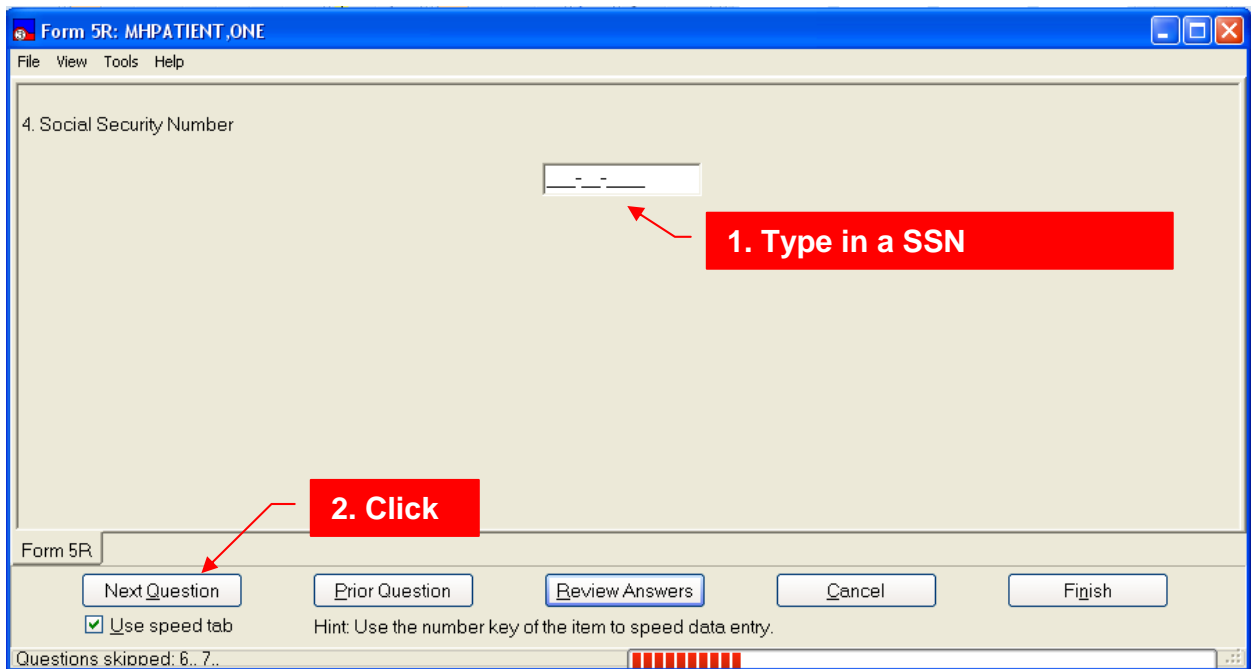 Form 5R: MHPATIENT,ONE
File View Tools Help
4. Social Security Number
___-__-____
1. Type in a SSN
2. Click
Form 5R
Next Question Prior Question Review Answers Cancel Finish
Use speed tab Hint: Use the number key of the item to speed data entry.
Questions skipped: 6.. 7..